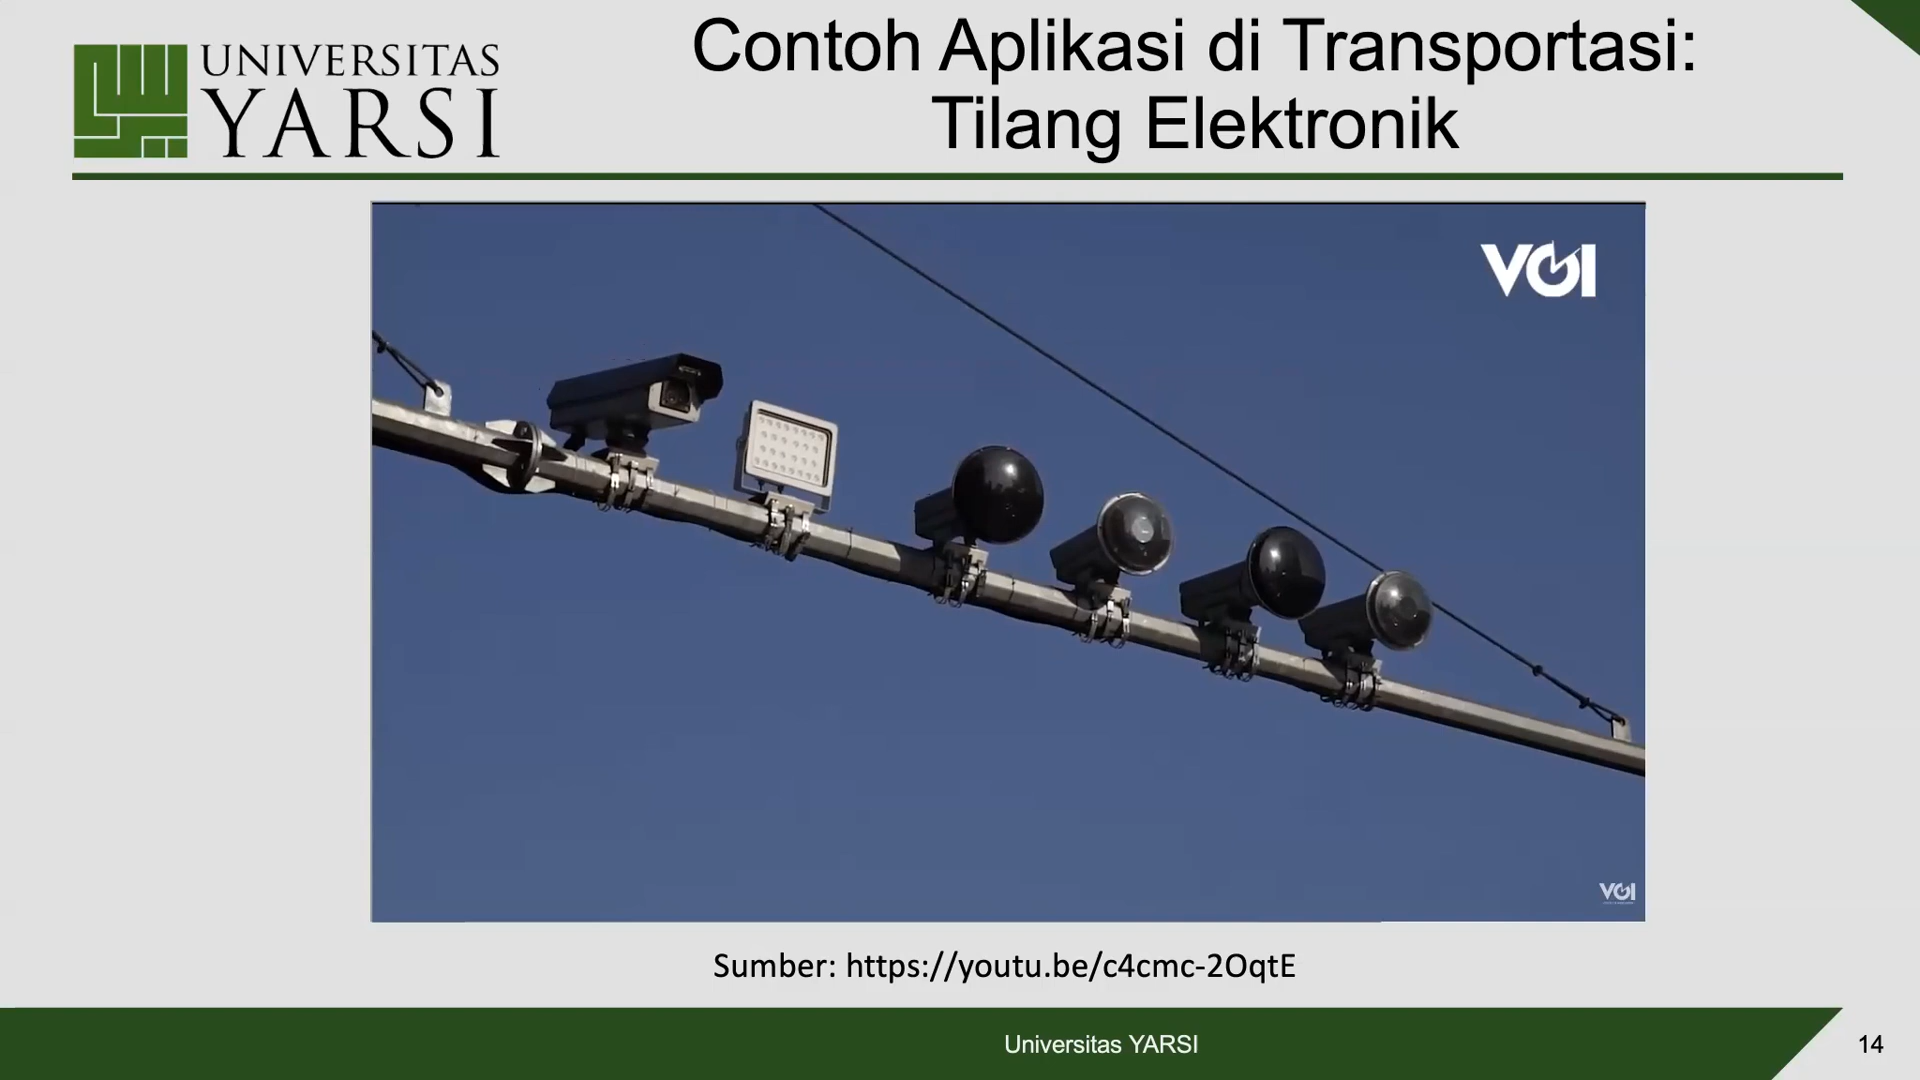 UNIVERSITAS
YARSI
Contoh Aplikasi di Transportasi:
Tilang Elektronik
VOI
VOI
Sumber: https://youtu.be/c4cmc-2OqtE
Universitas YARSI
14